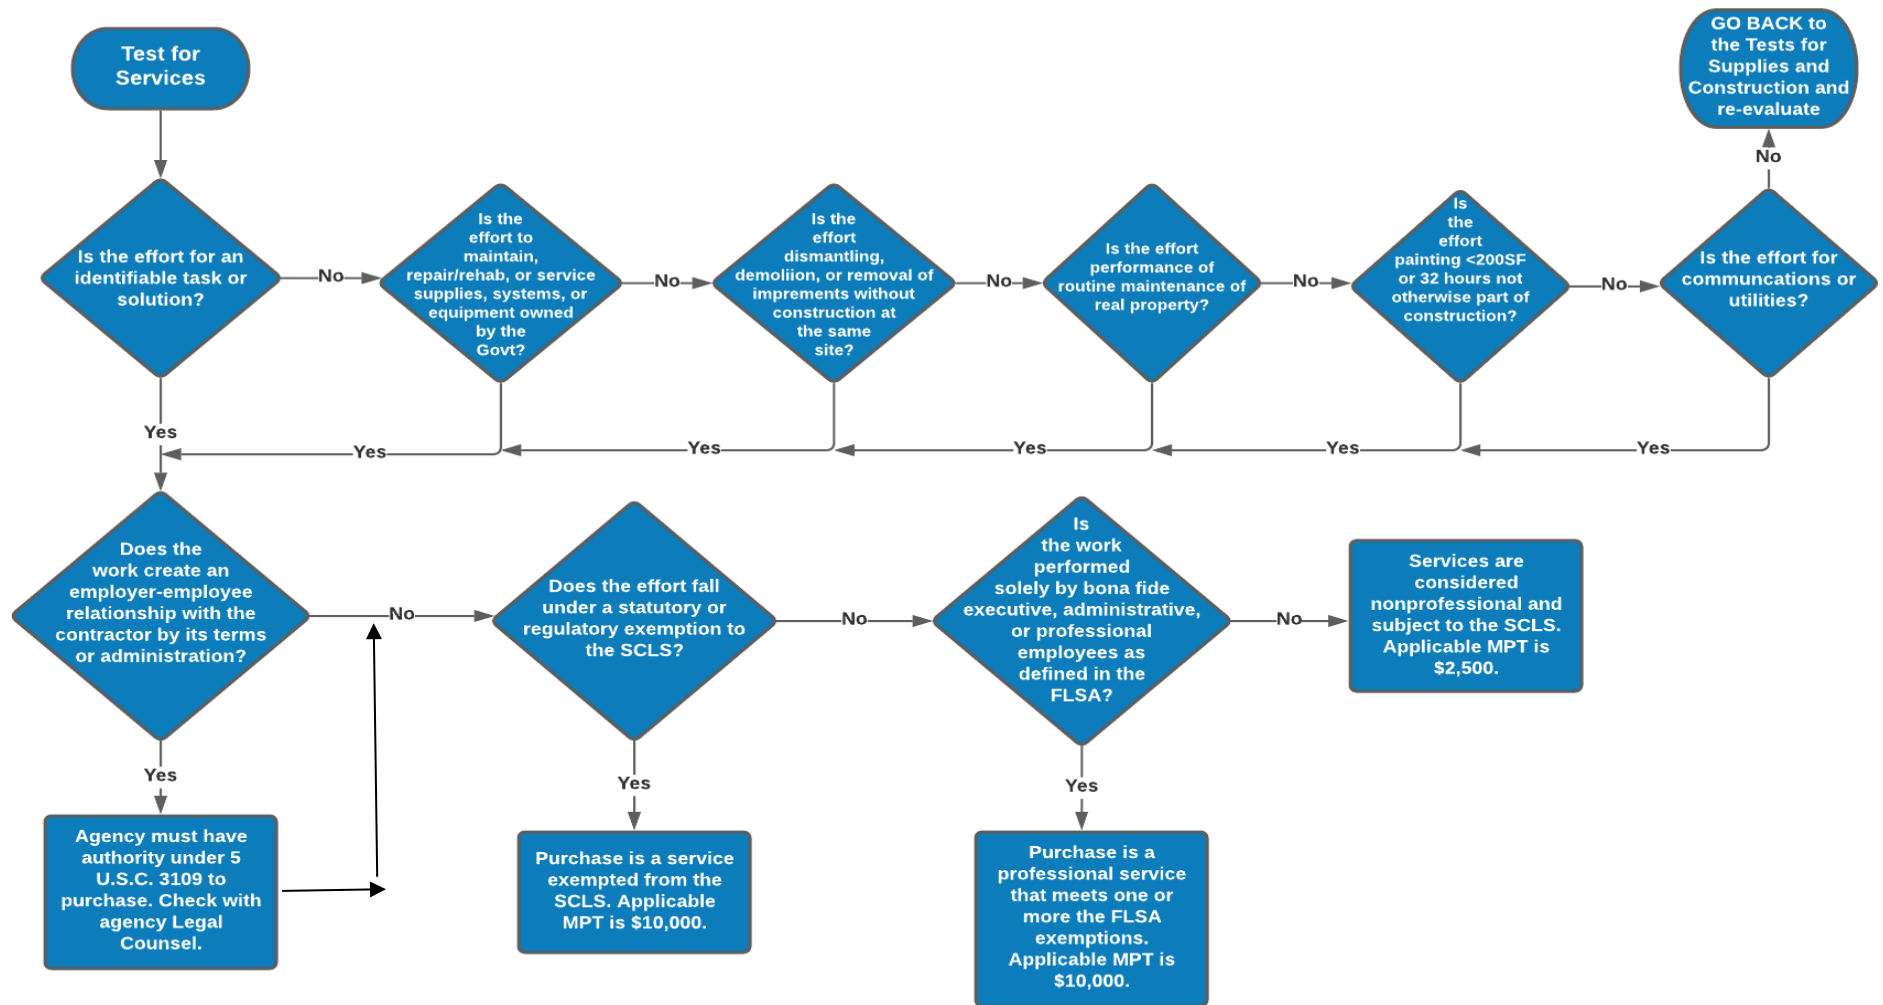 Test for
Services
GO BACK to
the Tests for
Supplies and
Construction and
re-evaluate
No
Is the effort for an
identifiable task or
solution?
No
Is the
effort to
maintain,
repair/rehab, or service
supplies, systems, or
equipment owned
by the
Govt?
No
Is the
effort
dismantling,
demoliion, or removal of
imprements without
construction at
the same
site?
No
Is the effort
performance of
routine maintenance of
real property?
No
Is
the
effort
painting <200SF
or 32 hours not
otherwise part of
construction?
No
Is the effort for
communcations or
utilities?
Yes
Yes
Yes
Yes
Yes
Yes
Does the
work create an
employer-employee
relationship with the
contractor by its terms
or administration?
No
Does the effort fall
under a statutory or
regulatory exemption to
the SCLS?
No
Is
the work
performed
solely by bona fide
executive, administrative,
or professional
employees as
defined in the
FLSA?
No
Services are
considered
nonprofessional and
subject to the SCLS.
Applicable MPT is
$2,500.
Yes
Yes
Yes
Agency must have
authority under 5
U.S.C. 3109 to
purchase. Check with
agency Legal
Counsel.
Purchase is a service
exempted from the
SCLS. Applicable
MPT is $10,000.
Purchase is a
professional service
that meets one or
more the FLSA
exemptions.
Applicable MPT is
$10,000.